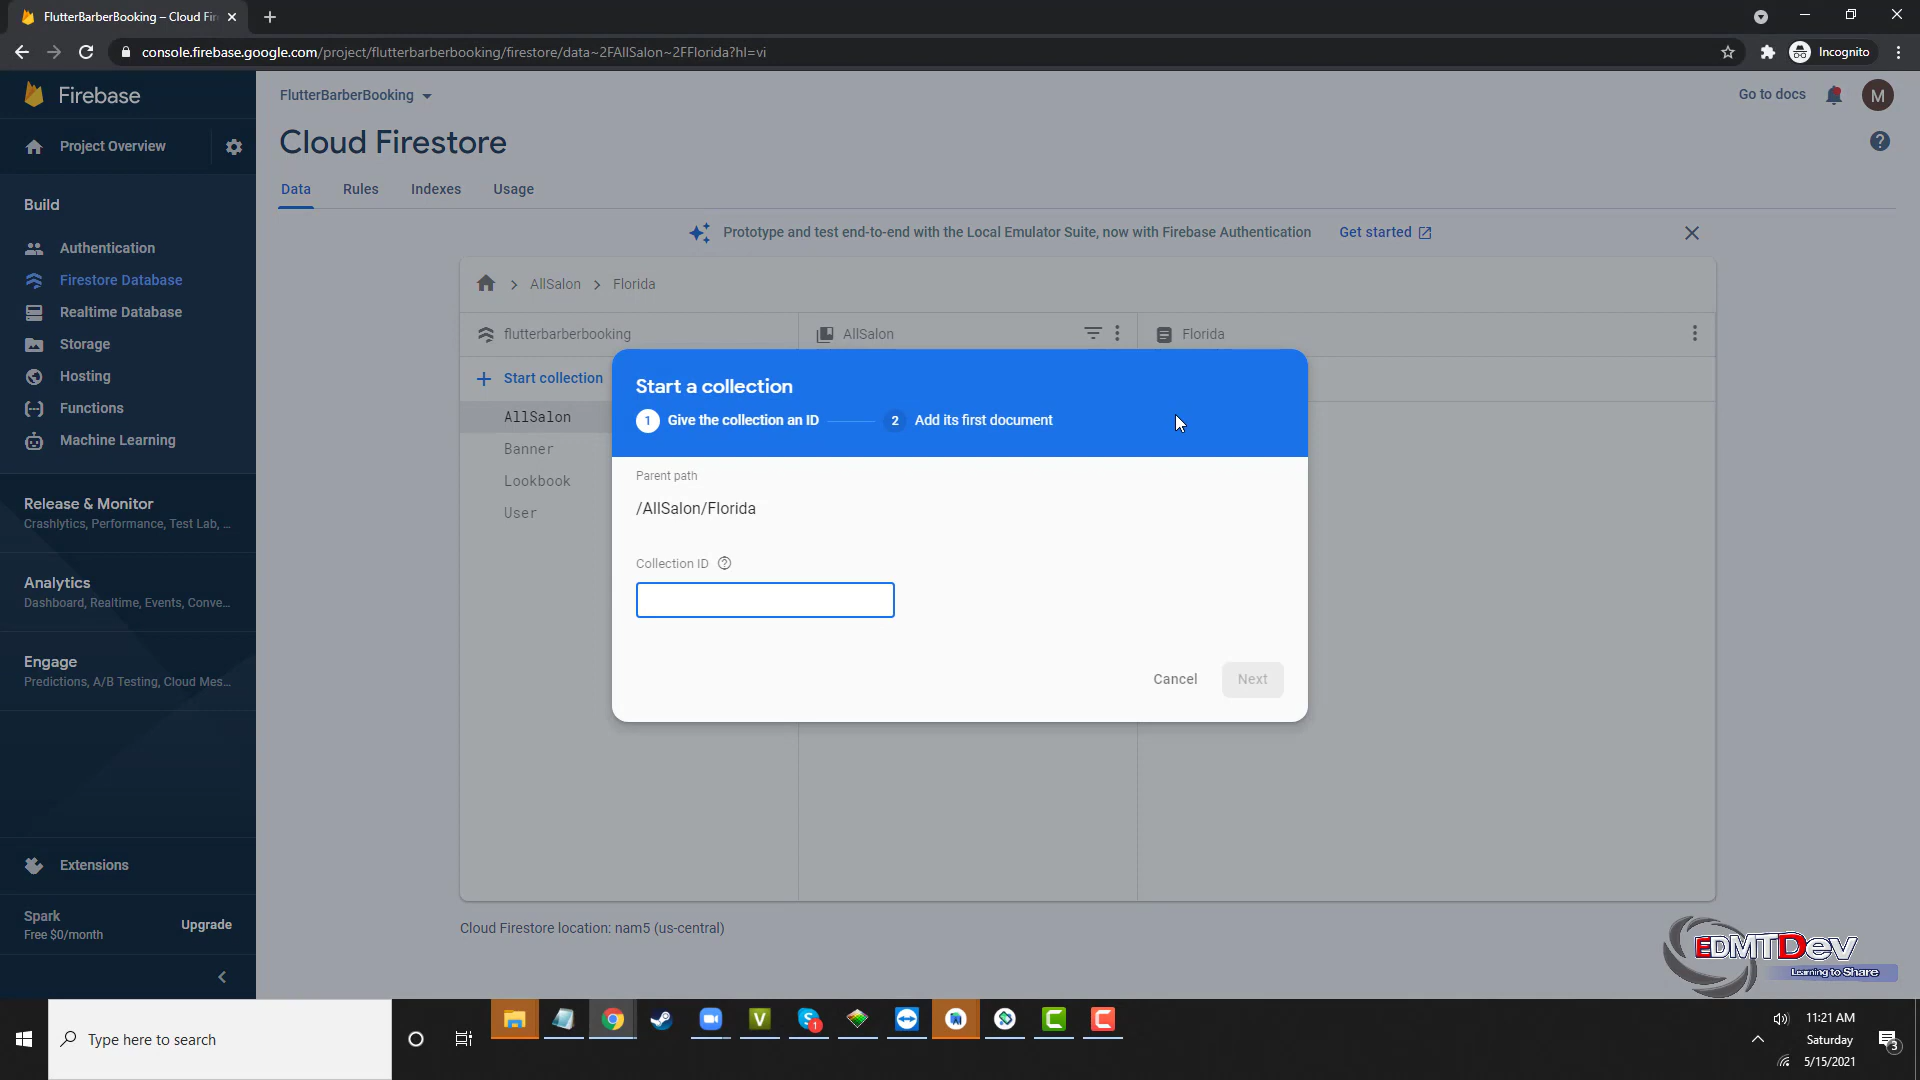 FlutterBarberBooking – Cloud Fir
console.firebase.google.com/project/flutterbarberbooking/firestore/data~2FAllSalon~2FFlorida?hl=vi
Incognito
Firebase
FlutterBarberBooking
Go to docs
M
Project Overview
Cloud Firestore
Data
Rules
Indexes
Usage
Build
Authentication
Firestore Database
Realtime Database
Storage
Hosting
Functions
Machine Learning
Release & Monitor
Crashlytics, Performance, Test Lab, ...
Analytics
Dashboard, Realtime, Events, Conve...
Engage
Predictions, A/B Testing, Cloud Mes...
Extensions
Spark
Free $0/month
Upgrade
Prototype and test end-to-end with the Local Emulator Suite, now with Firebase Authentication
Get started
AllSalon
Florida
flutterbarberbooking
AllSalon
Florida
Start collection
AllSalon
Banner
Lookbook
User
Start a collection
1
Give the collection an ID
2
Add its first document
Parent path
/AllSalon/Florida
Collection ID
Cancel
Next
Cloud Firestore location: nam5 (us-central)
EDMTDev
Learning to Share
Type here to search
1
11:21 AM
Saturday
5/15/2021
3